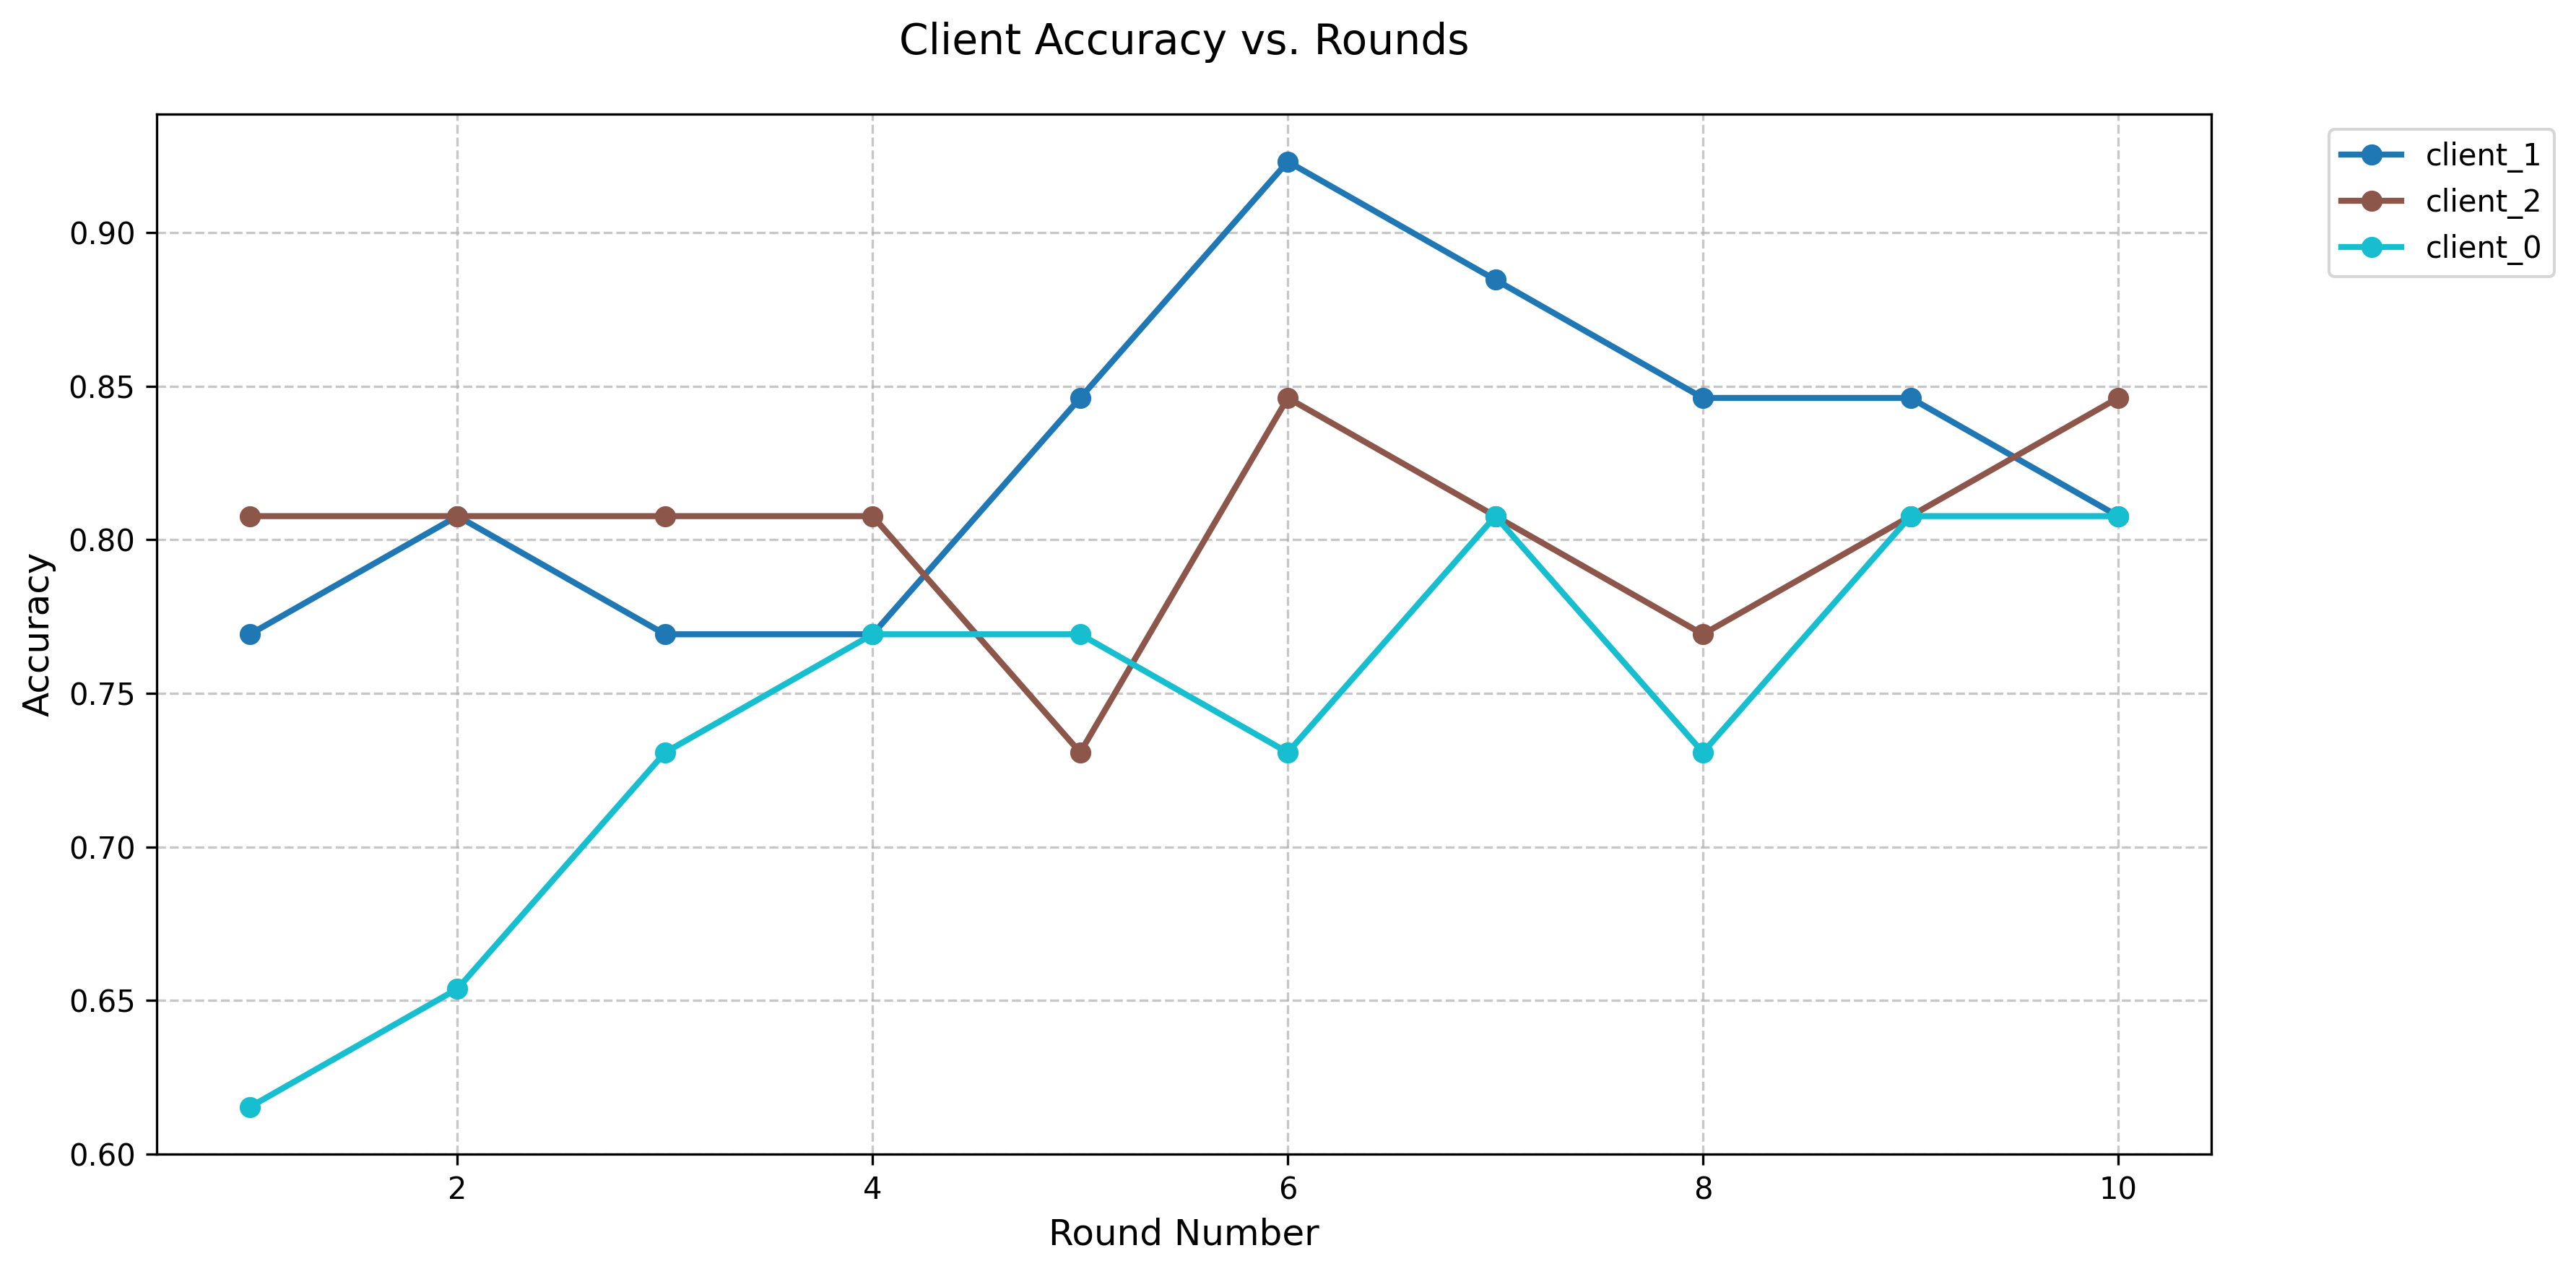 Client Accuracy vs. Rounds
client_1
client_2
client_0
Accuracy
0.90
0.85
0.80
0.75
0.70
0.65
0.60
2 4 6 8 10
Round Number